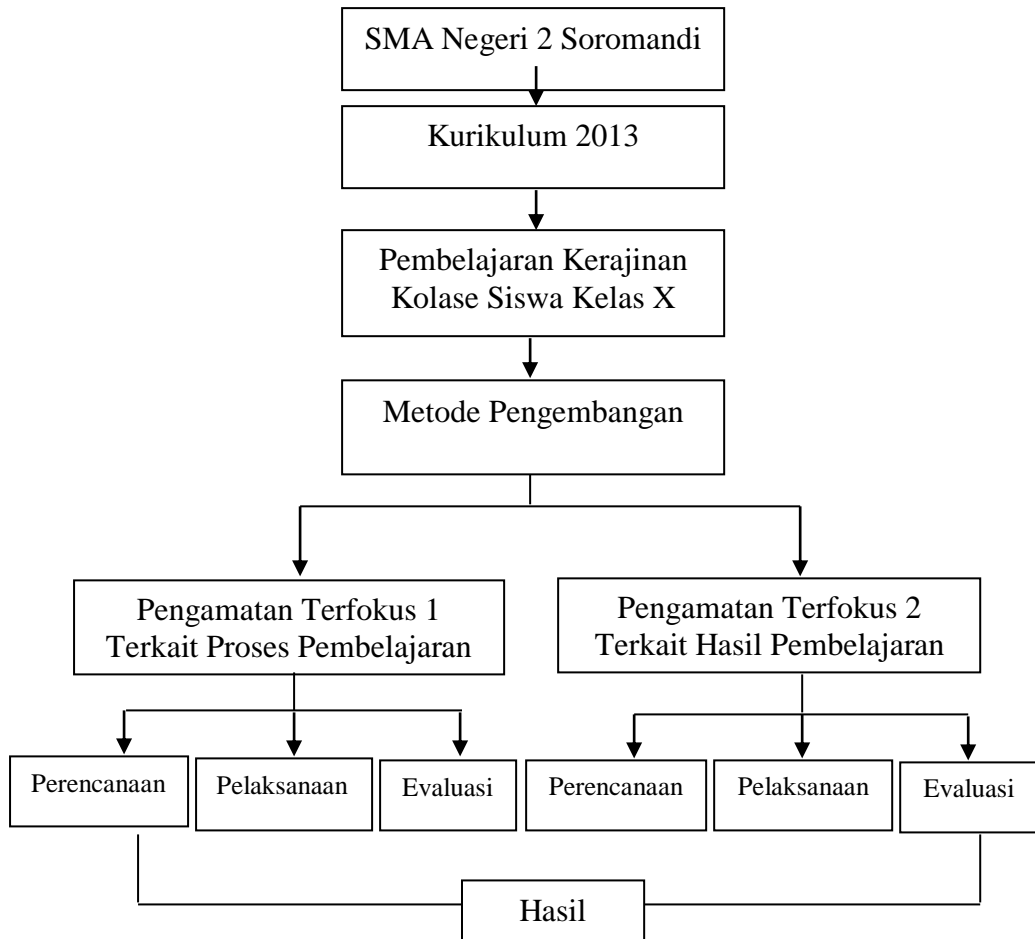 SMA Negeri 2 Soromandi
Kurikulum 2013
Pembelajaran Kerajinan
Kolase Siswa Kelas X
Metode Pengembangan
Pengamatan Terfokus 1
Terkait Proses Pembelajaran
Pengamatan Terfokus 2
Terkait Hasil Pembelajaran
Perencanaan
Pelaksanaan
Evaluasi
Perencanaan
Pelaksanaan
Evaluasi
Hasil